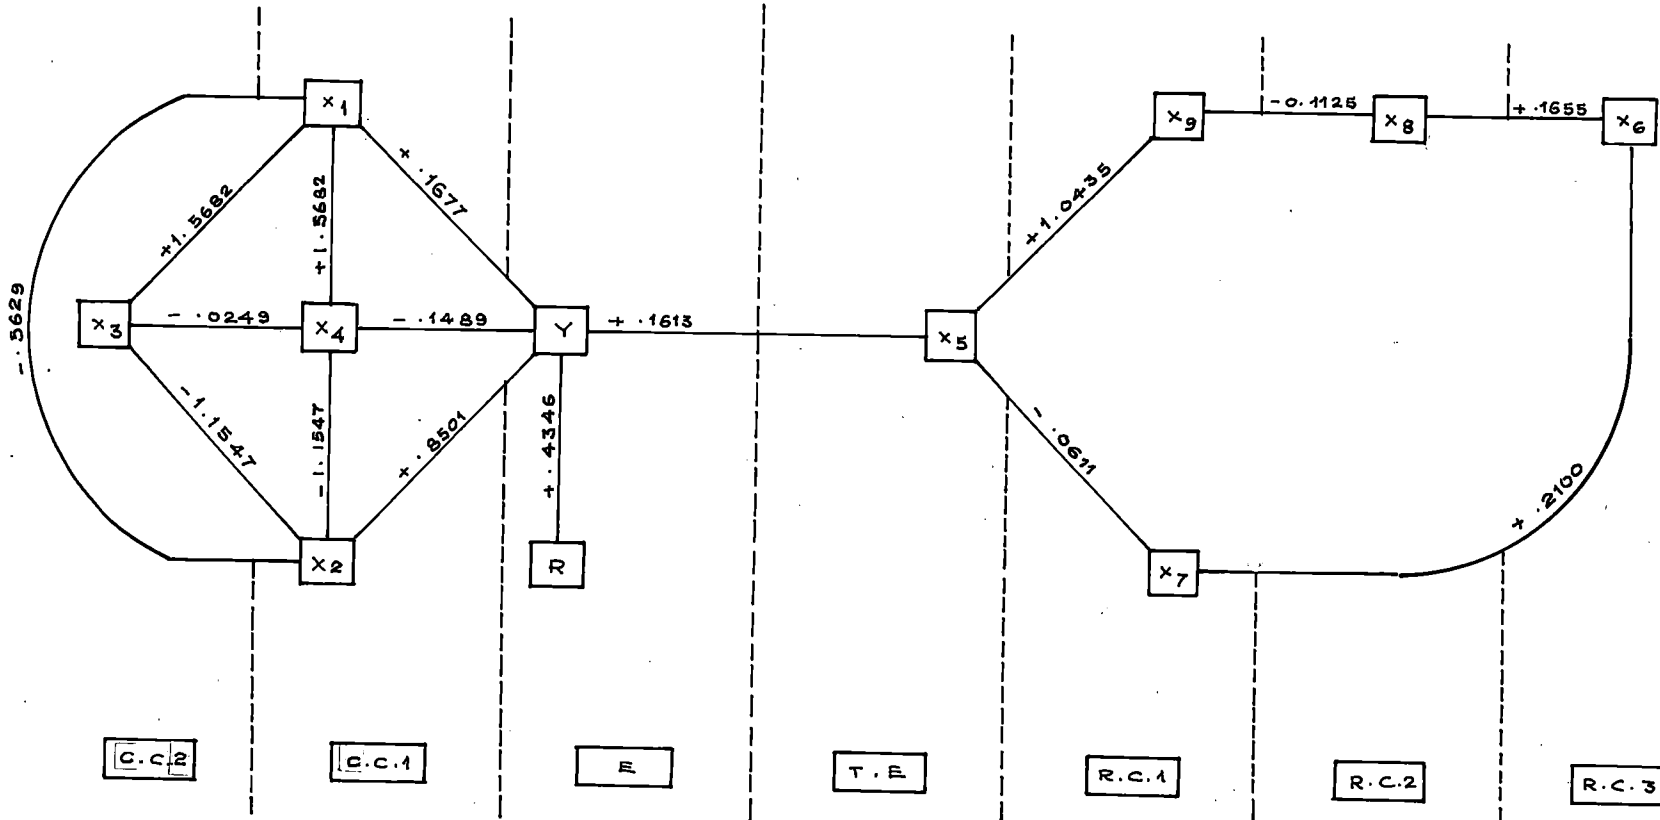 X1
X9
-0.1125
X8
+.1655
X6
+.1677
+1.5682
+1.5682
+1.0435
-.5629
X3
- .0249
X4
- .1489
Y
+ .1613
X5
-1.1547
-1.1547
+ .8501
+ .4346
- .0611
+ .2100
X2
R
X7
C.C.2
C.C.1
E
T.E
R.C.1
R.C.2
R.C.3